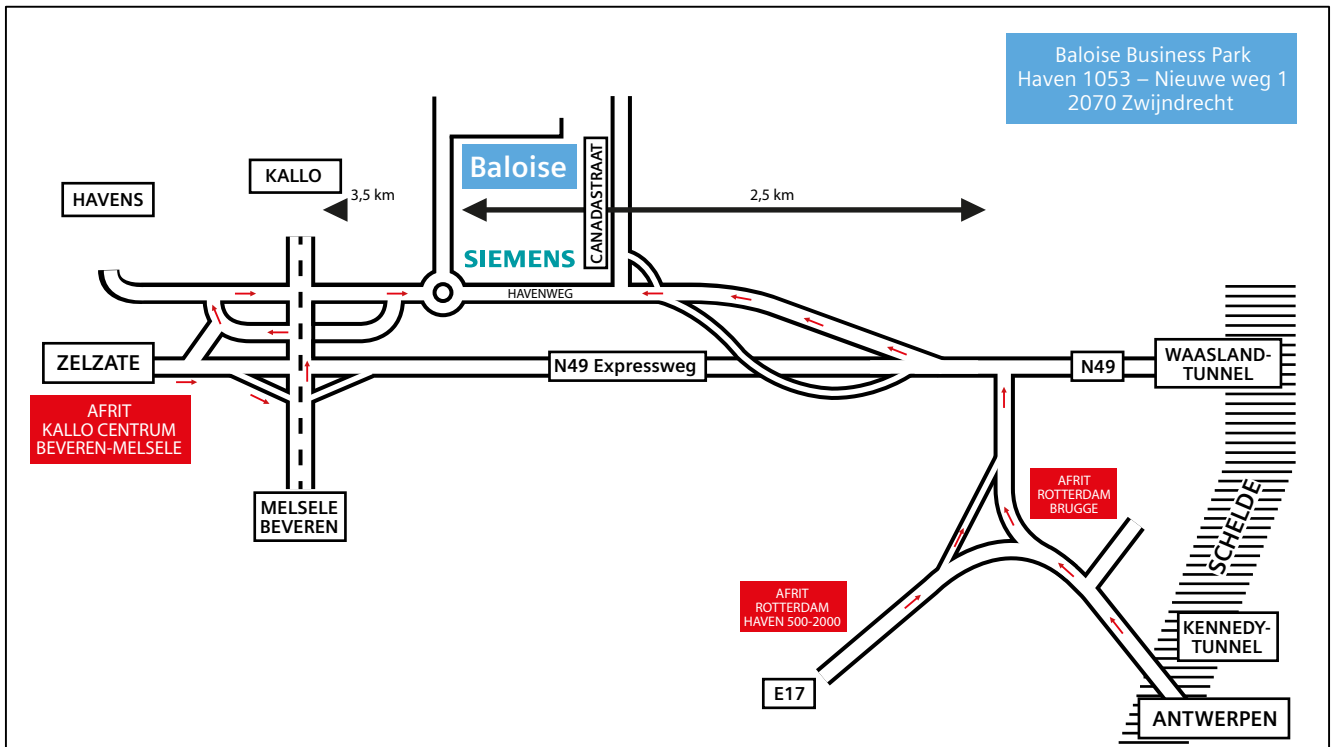 Baloise Business Park
Haven 1053 – Nieuwe weg 1
2070 Zwijndrecht
HAVENS
KALLO
3,5 km
Baloise
CANADASTRAAT
2,5 km
SIEMENS
HAVENWEG
ZELZATE
N49 Expressweg
N49
WAASLAND-
TUNNEL
AFRIT
KALLO CENTRUM
BEVEREN-MELSELE
MELSELE
BEVEREN
AFRIT
ROTTERDAM
BRUGGE
SCHELDE
AFRIT
ROTTERDAM
HAVEN 500-2000
KENNEDY-
TUNNEL
E17
ANTWERPEN